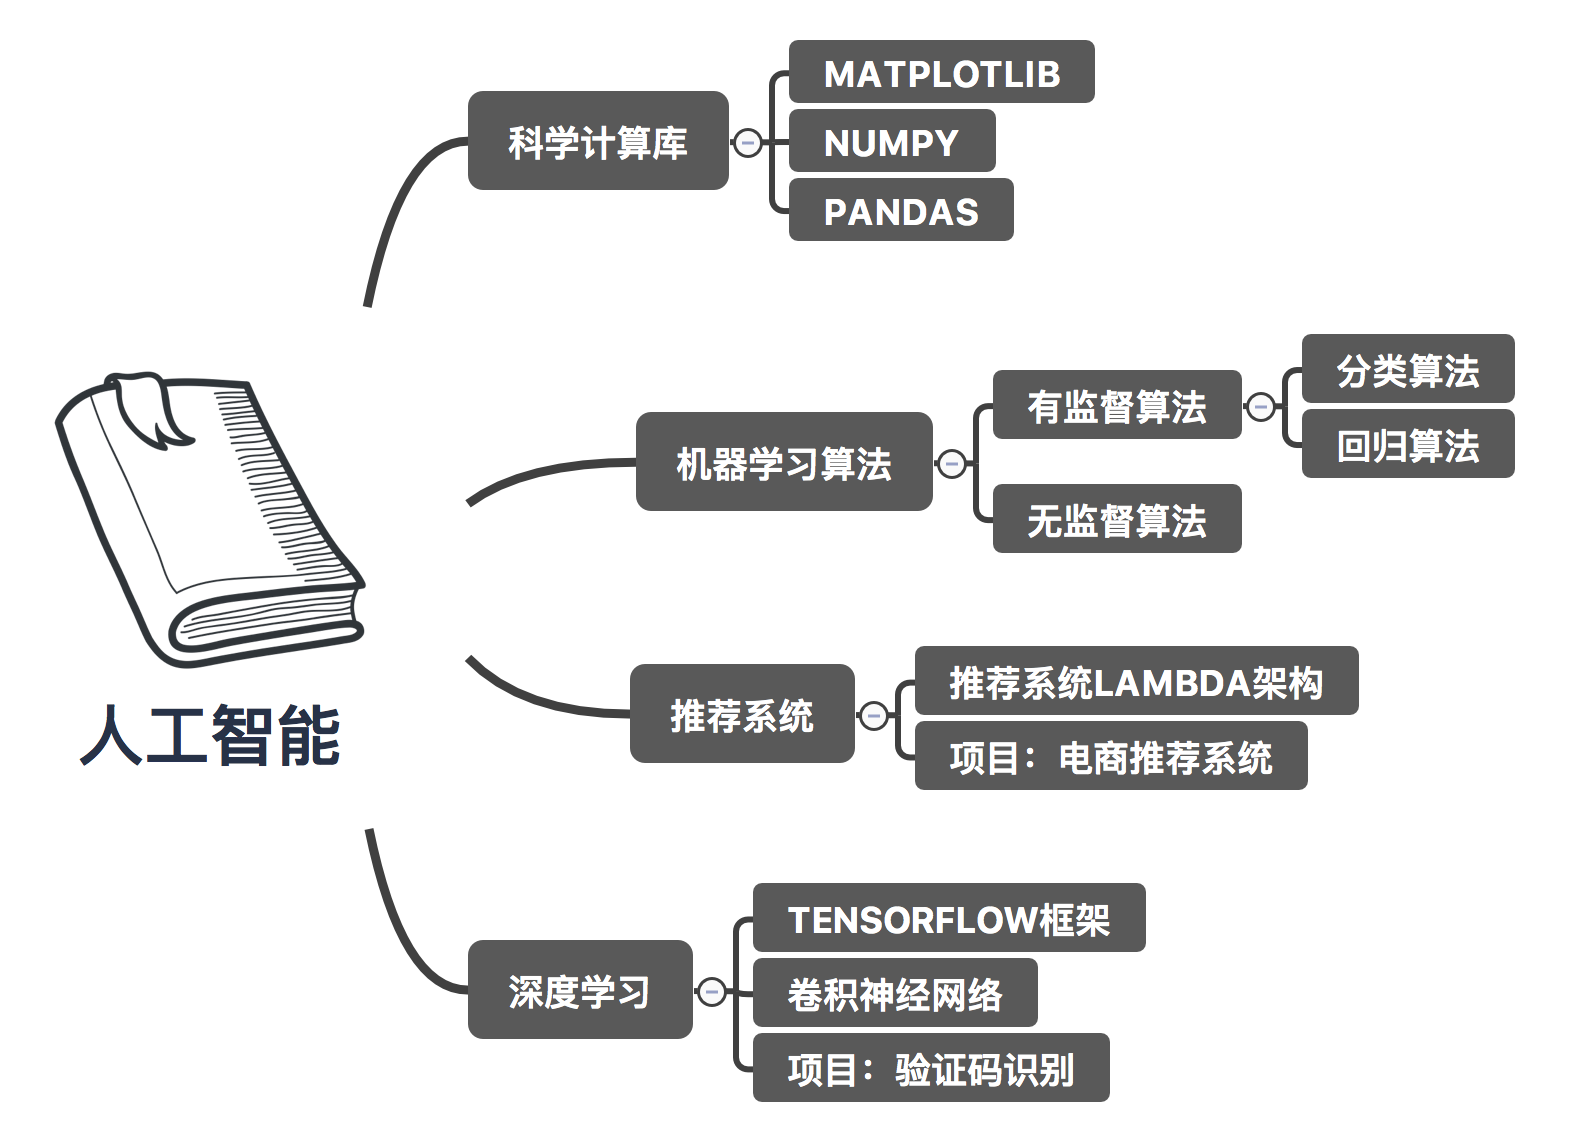 人工智能
科学计算库
MATPLOTLIB
NUMPY
PANDAS
机器学习算法
有监督算法
分类算法
回归算法
无监督算法
推荐系统
推荐系统LAMBDA架构
项目：电商推荐系统
深度学习
TENSORFLOW框架
卷积神经网络
项目：验证码识别